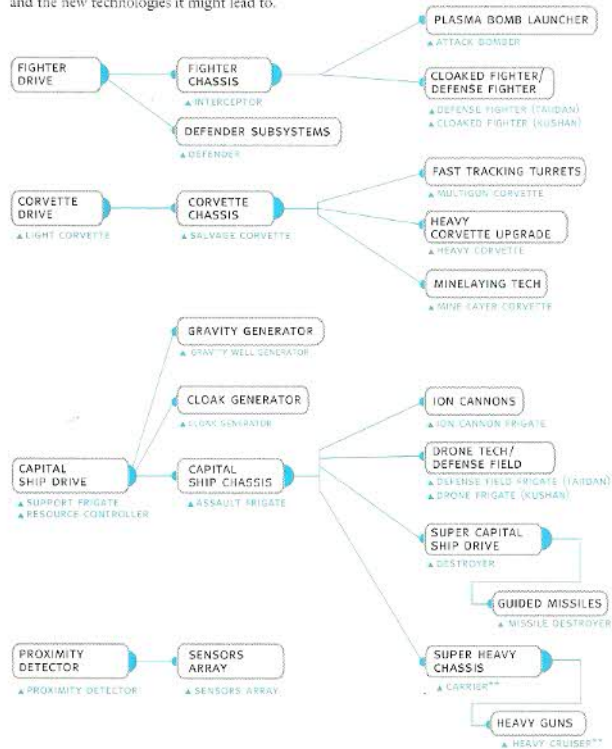 and the new technologies it might lead to.
PLASMA BOMB LAUNCHER
▲ ATTACK BOMBER
FIGHTER
DRIVE
FIGHTER
CHASSIS
▲ INTERCEPTOR
CLOAKED FIGHTER/
DEFENSE FIGHTER
▲ DEFENSE FIGHTER (TAIIDAN)
▲ CLOAKED FIGHTER (KUSHAN)
DEFENDER SUBSYSTEMS
▲ DEFENDER
FAST TRACKING TURRETS
▲ MULTIGUN CORVETTE
CORVETTE
DRIVE
▲ LIGHT CORVETTE
CORVETTE
CHASSIS
▲ SALVAGE CORVETTE
HEAVY
CORVETTE UPGRADE
▲ HEAVY CORVETTE
MINELAYING TECH
▲ MINE LAYER CORVETTE
GRAVITY GENERATOR
▲ GRAVITY WELL GENERATOR
CLOAK GENERATOR
▲ CLOAK GENERATOR
ION CANNONS
▲ ION CANNON FRIGATE
CAPITAL
SHIP DRIVE
▲ SUPPORT FRIGATE
▲ RESOURCE CONTROLLER
CAPITAL
SHIP CHASSIS
▲ ASSAULT FRIGATE
DRONE TECH/
DEFENSE FIELD
▲ DEFENSE FIELD FRIGATE (TAIIDAN)
▲ DRONE FRIGATE (KUSHAN)
SUPER CAPITAL
SHIP DRIVE
▲ DESTROYER
GUIDED MISSILES
▲ MISSILE DESTROYER
PROXIMITY
DETECTOR
▲ PROXIMITY DETECTOR
SENSORS
ARRAY
▲ SENSORS ARRAY
SUPER HEAVY
CHASSIS
▲ CARRIER**
HEAVY GUNS
▲ HEAVY CRUISER**